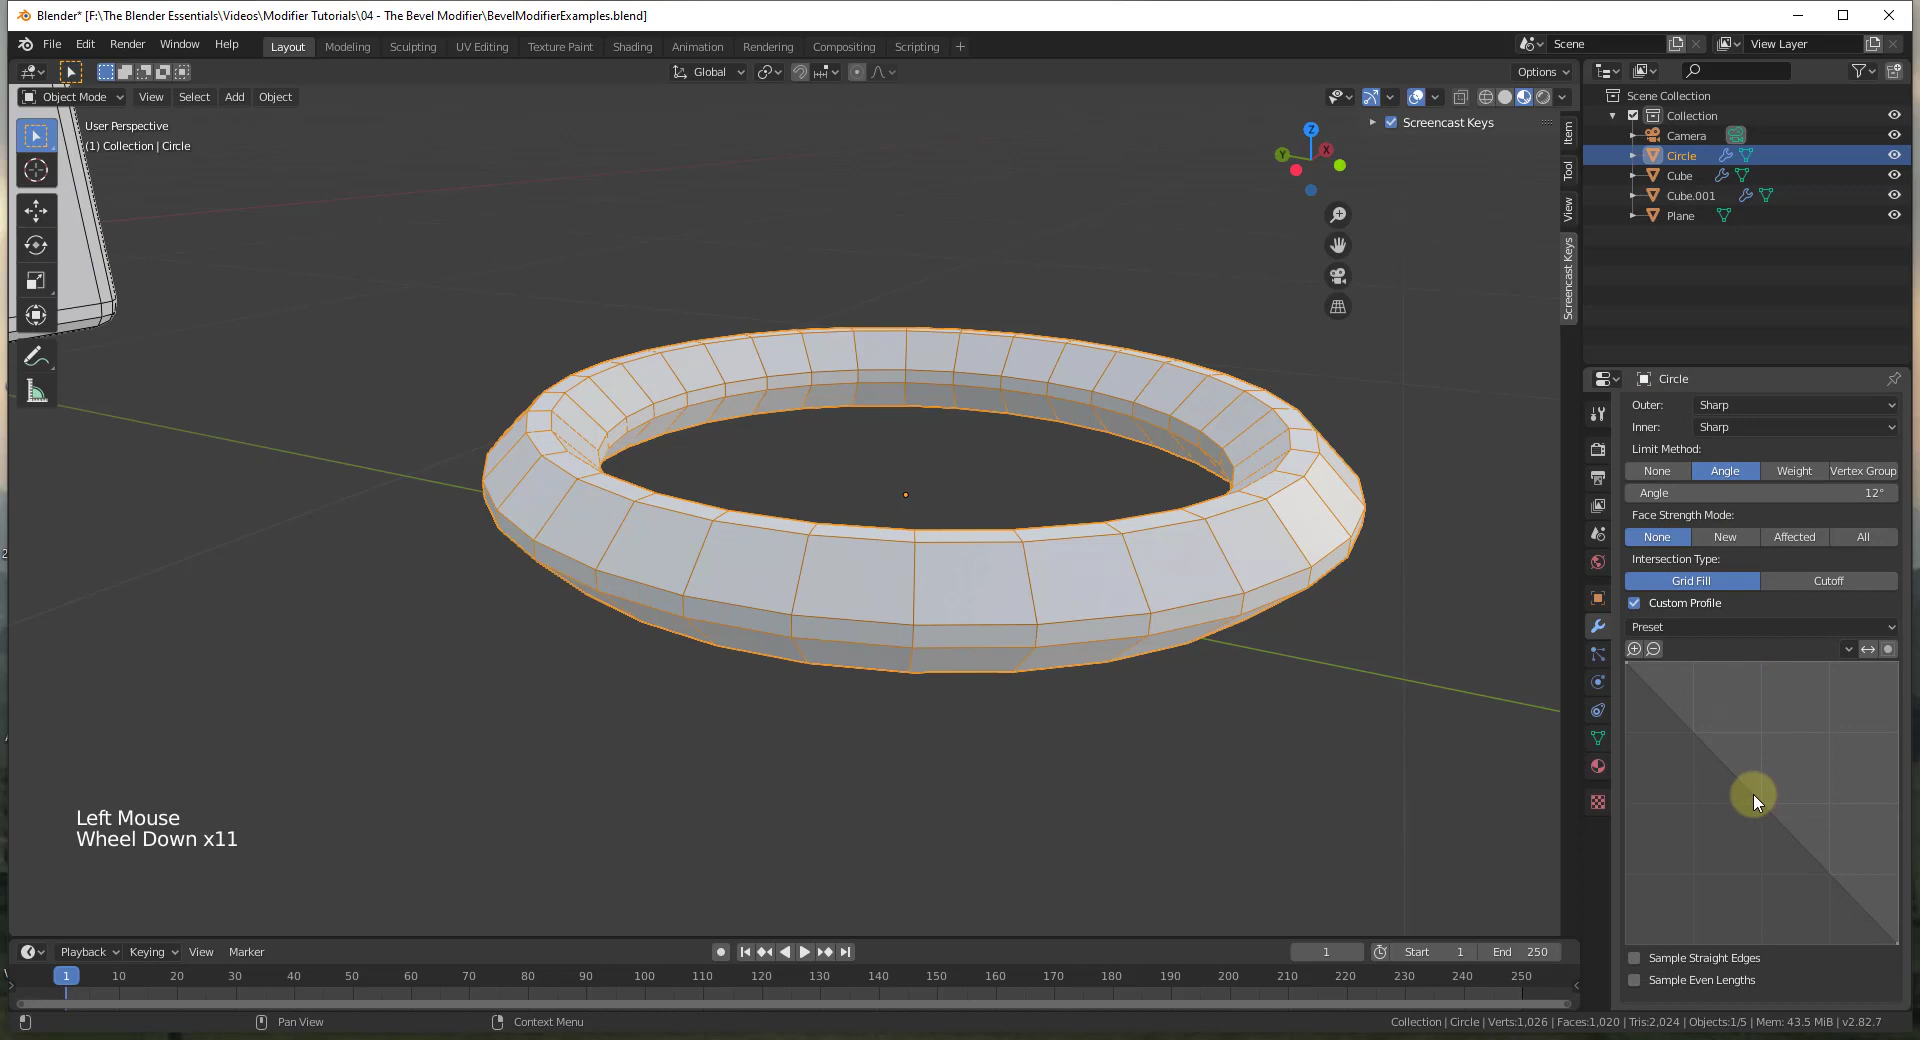 Blender* [F:\The Blender Essentials\Videos\Modifier Tutorials\04 - The Bevel Modifier\BevelModifierExamples.blend]
File Edit Render Window Help Layout Modeling Sculpting UV Editing Texture Paint Shading Animation Rendering Compositing Scripting + Scene View Layer
Global Options
Object Mode View Select Add Object
User Perspective
(1) Collection | Circle
Screencast Keys
Z
Y
X
Item
Tool
View
Screencast Keys
Left Mouse
Wheel Down x11
Scene Collection
Collection
Camera
Circle
Cube
Cube.001
Plane
Circle
Outer: Sharp
Inner: Sharp
Limit Method:
None Angle Weight Vertex Group
Angle 12°
Face Strength Mode:
None New Affected All
Intersection Type:
Grid Fill Cutoff
Custom Profile
Preset
Sample Straight Edges
Sample Even Lengths
Playback Keying View Marker 1 Start 1 End 250
1 10 20 30 40 50 60 70 80 90 100 110 120 130 140 150 160 170 180 190 200 210 220 230 240 250
Pan View Context Menu Collection | Circle | Verts:1,026 | Faces:1,020 | Tris:2,024 | Objects:1/5 | Mem: 43.5 MiB | v2.82.7